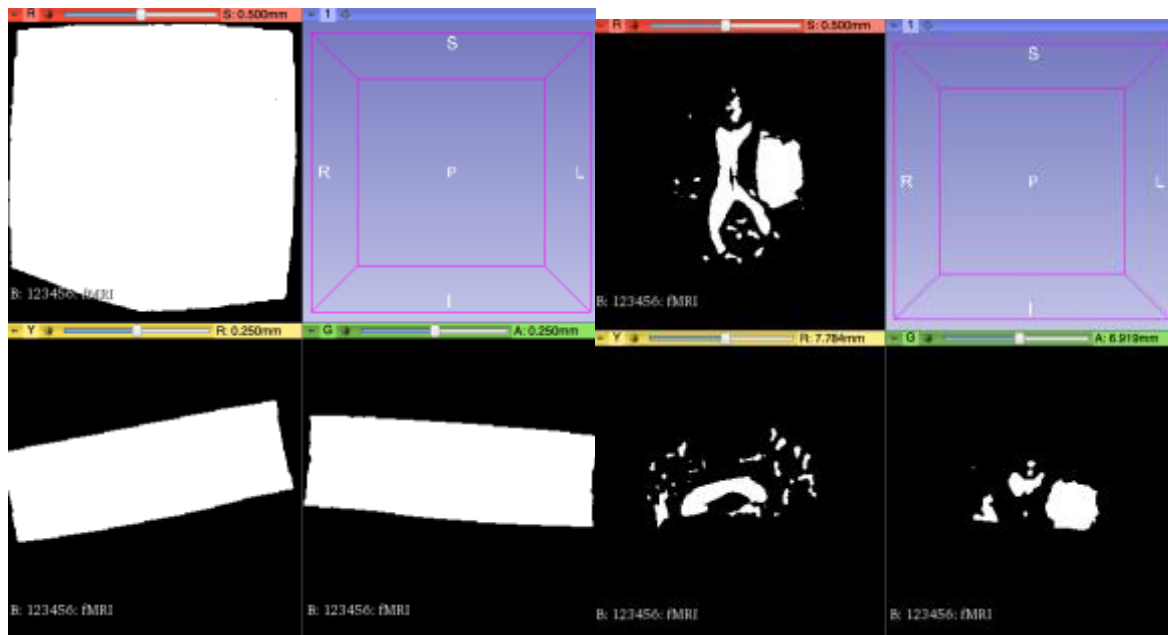 R S: 0.500mm
1
S
R P L
I
B: 123456: fMRI
Y R: 0.250mm
G A: 0.250mm
B: 123456: fMRI
B: 123456: fMRI
R S: 0.500mm
1
S
R P L
I
B: 123456: fMRI
Y R: 7.784mm
G A: 6.919mm
B: 123456: fMRI
B: 123456: fMRI